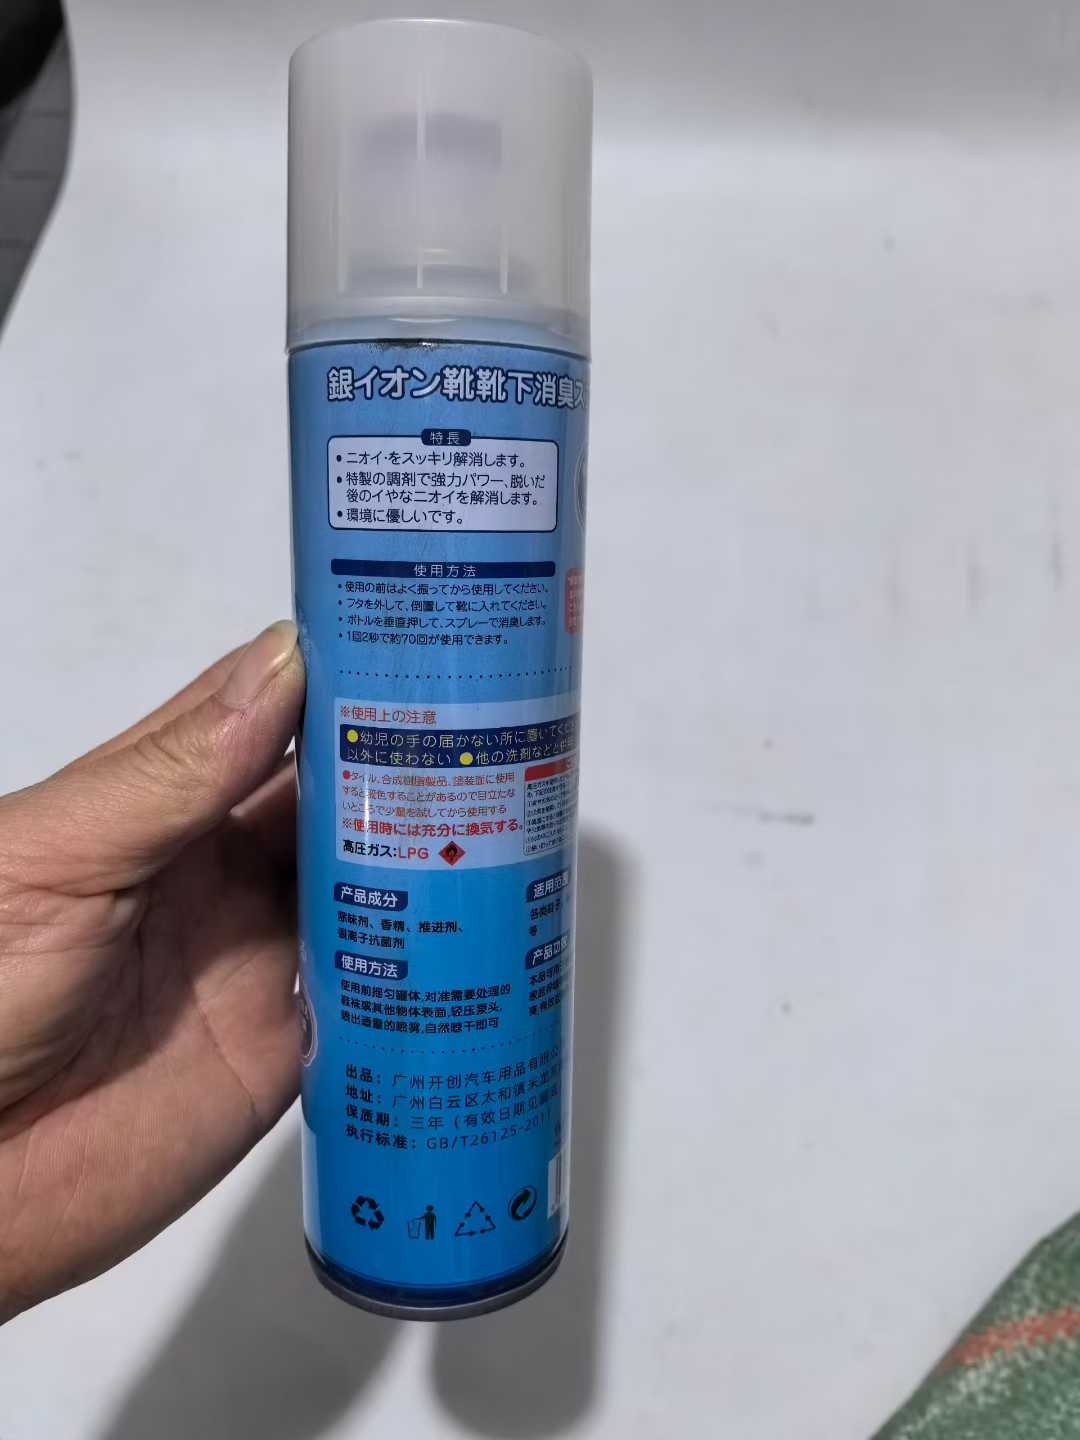 銀イオン靴靴下消臭ス
特長
• ニオイ·をスッキリ解消します。
• 特製の調剤で強力パワー、脱いだ
後のイやなニオイを解消します。
• 環境に優しいです。
使用方法
• 使用の前はよく振ってから使用してください。
• フタを外して、倒置して靴に入れてください。
• ボトルを垂直押して、スプレーで消臭します。
• 1回2秒で約70回が使用できます。
※使用上の注意
●幼児の手の届かない所に置いてくだ
以外に使わない ●他の洗剤などと併用
●タイル、合成樹脂製品、塗装面に使用
すると変色することがあるので目立たな
いところで少量を試してから使用する
※使用時には充分に換気する。
高圧ガス:LPG
产品成分
除味剂、香精、推进剂、
银离子抗菌剂
使用方法
使用前摇匀罐体,对准需要处理的
鞋袜或其他物体表面,轻压泵头,
喷出适量的喷雾,自然晾干即可
适用范围
各类鞋子
等
产品功
本品可用
出品：广州开创汽车用品有限公
地址：广州白云区太和镇米龙
保质期：三年（有效日期见罐底
执行标准：GB/T26125-201